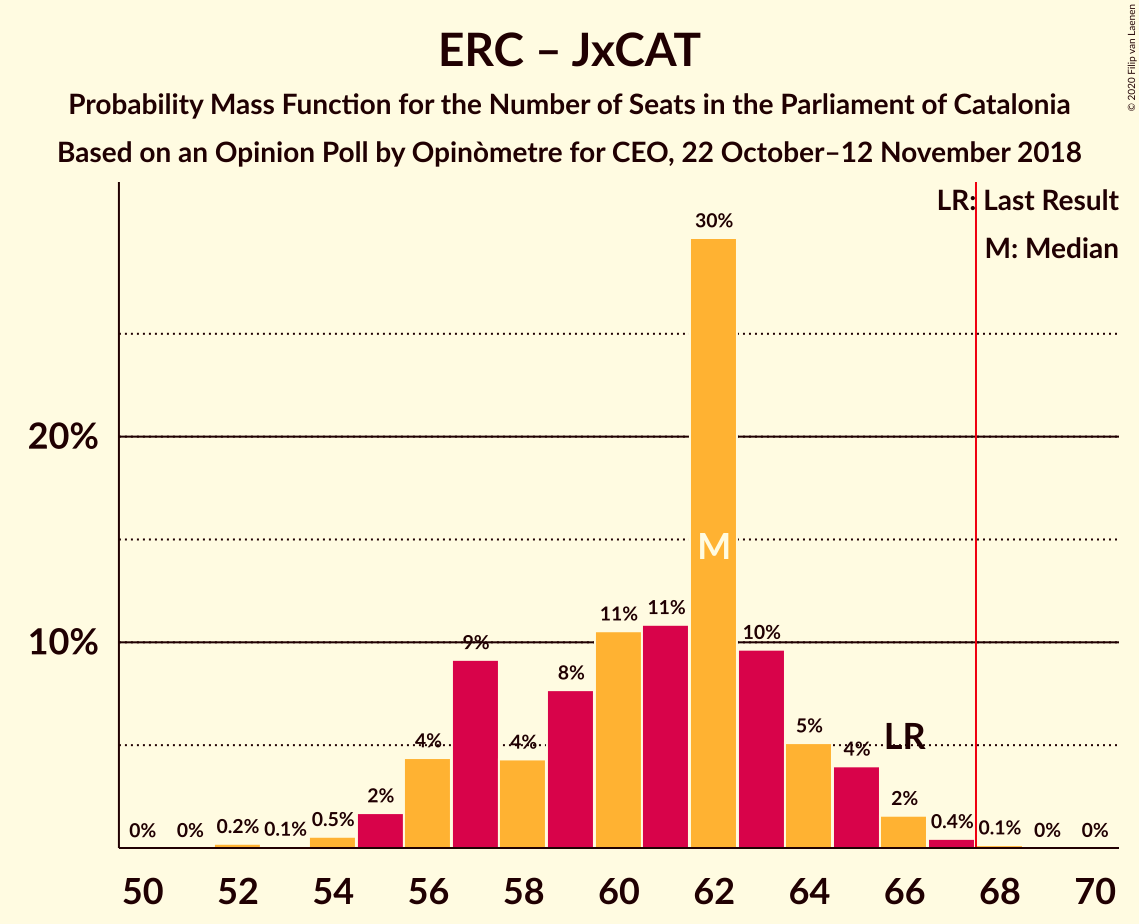 ERC – JxCAT
Probability Mass Function for the Number of Seats in the Parliament of Catalonia
Based on an Opinion Poll by Opinòmetre for CEO, 22 October–12 November 2018
© 2020 Filip van Laenen
LR: Last Result
M: Median
20%
10%
0%
0%
0.2%
0.1%
0.5%
2%
4%
9%
4%
8%
11%
11%
30%
M
10%
5%
4%
LR
2%
0.4%
0.1%
0%
0%
50 52 54 56 58 60 62 64 66 68 70